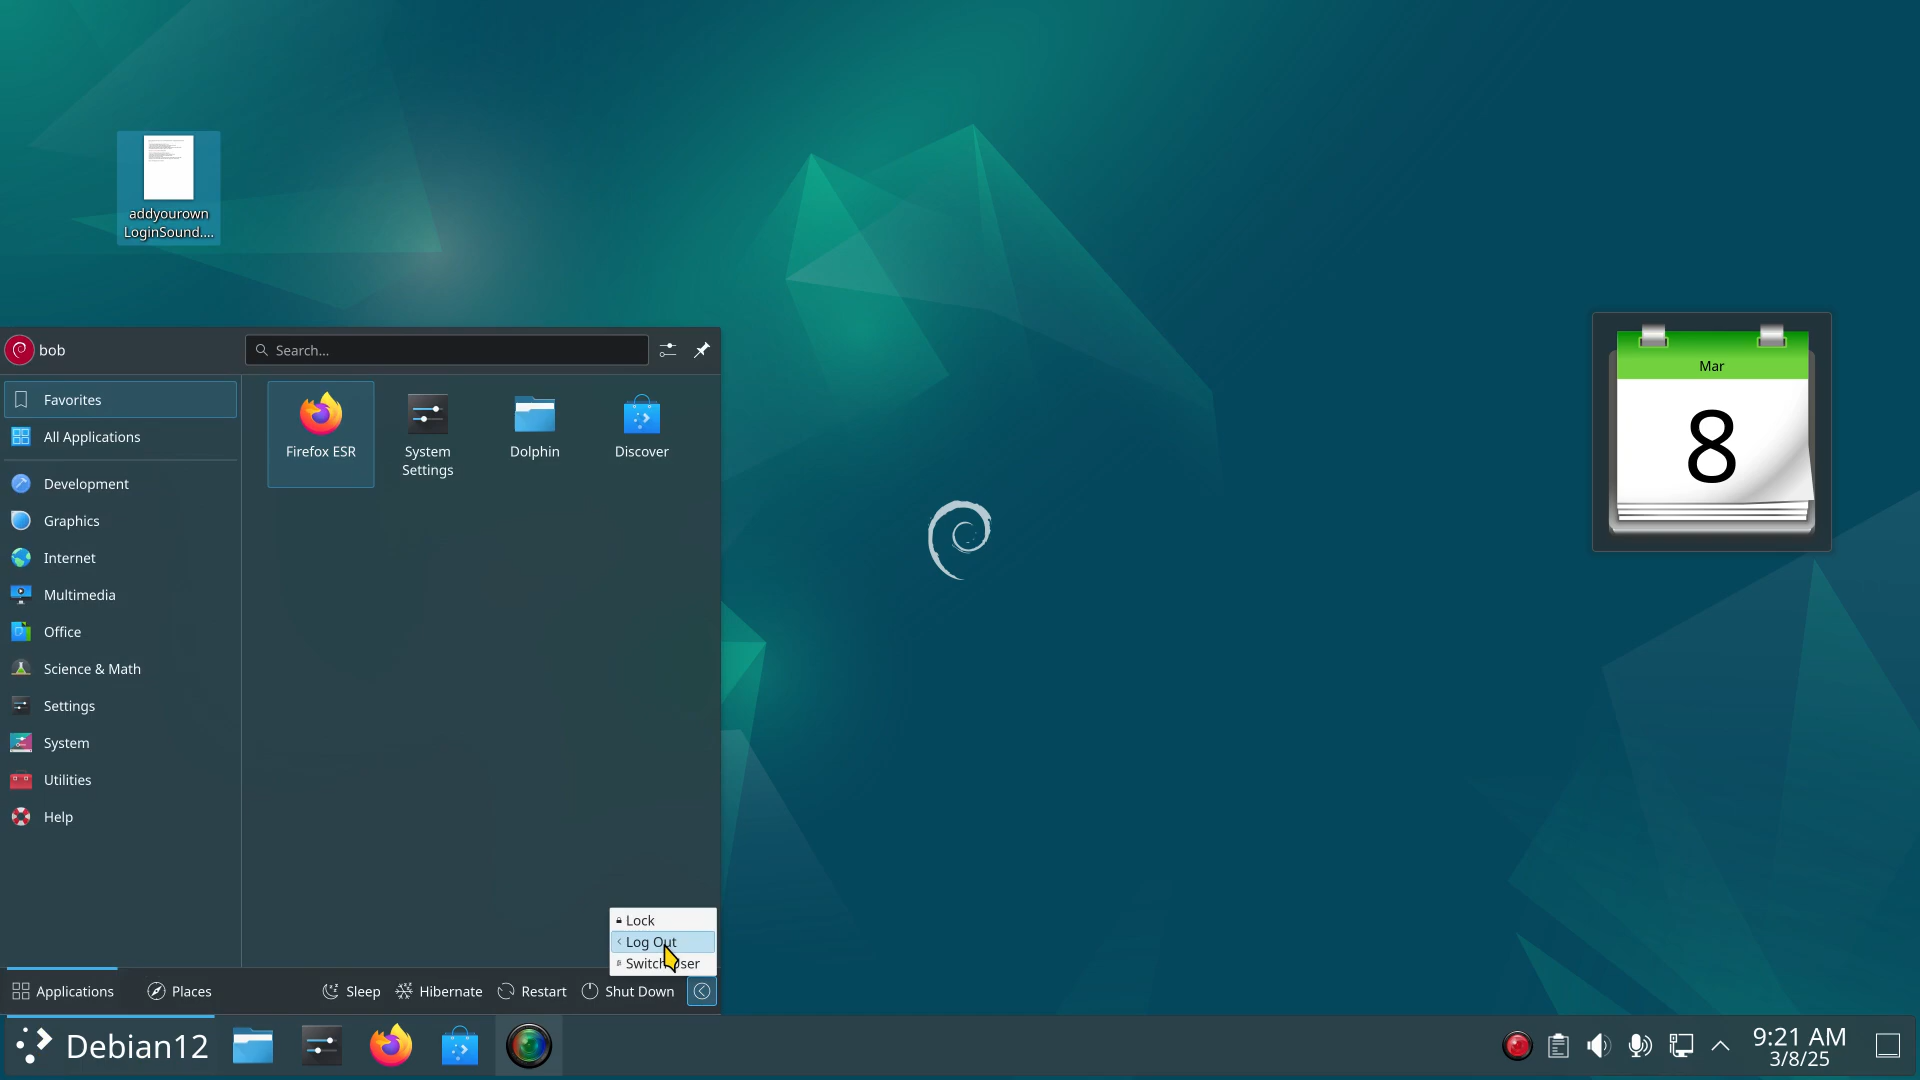 addyourown
LoginSound....
bob
Search...
Favorites
All Applications
Development
Graphics
Internet
Multimedia
Office
Science & Math
Settings
System
Utilities
Help
Firefox ESR
System
Settings
Dolphin
Discover
Lock
Log Out
Switch User
Applications
Places
Sleep
Hibernate
Restart
Shut Down
Mar
8
Debian12
9:21 AM
3/8/25